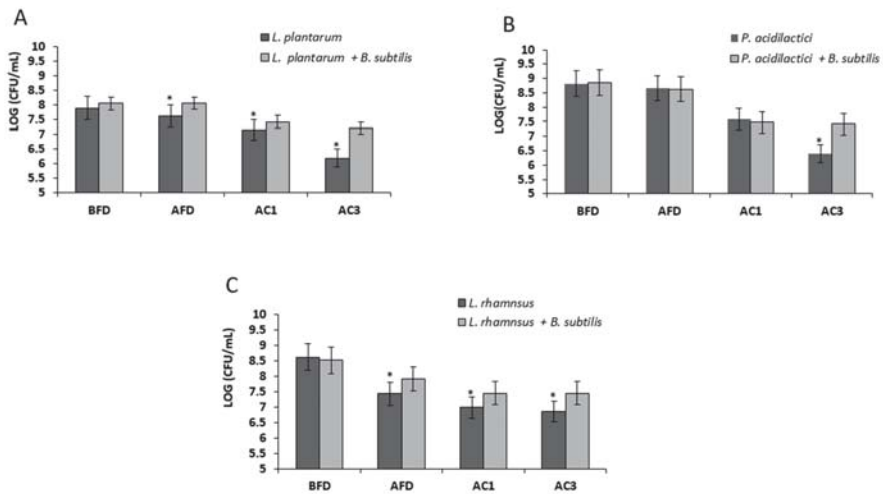 A
L. plantarum
L. plantarum + B. subtilis
LOG (CFU/mL)
10
9.5
9
8.5
8
7.5
7
6.5
6
5.5
5
*
*
*
BFD AFD AC1 AC3
B
P. acidilactici
P. acidilactici + B. subtilis
LOG(CFU/mL)
10
9.5
9
8.5
8
7.5
7
6.5
6
5.5
5
*
BFD AFD AC1 AC3
C
L. rhamnsus
L. rhamnsus + B. subtilis
LOG (CFU/mL)
10
9.5
9
8.5
8
7.5
7
6.5
6
5.5
5
*
*
*
BFD AFD AC1 AC3